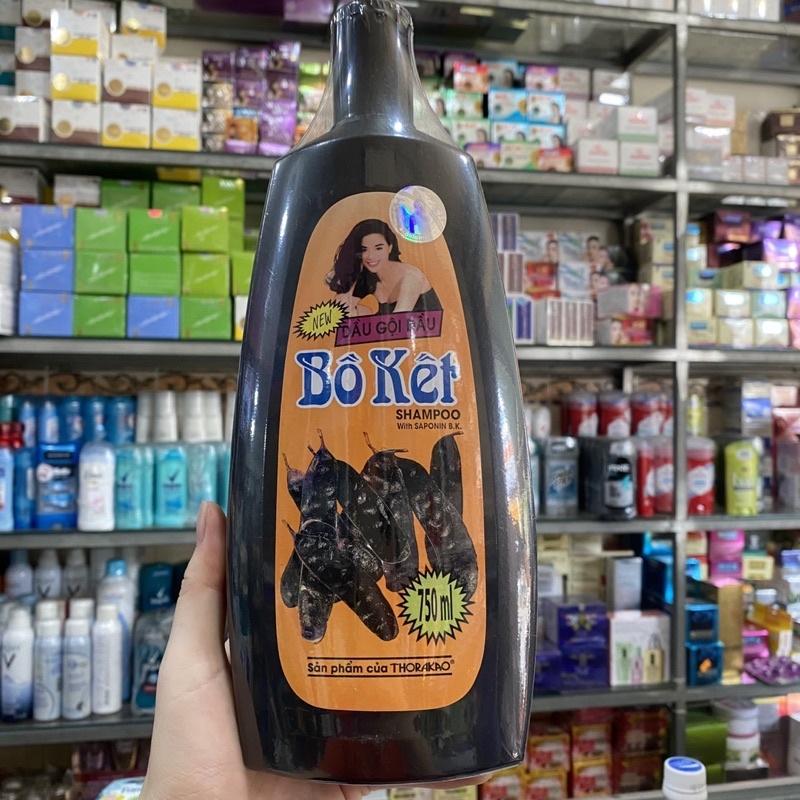 NEW
DẦU GỘI ĐẦU
Bồ Kết
SHAMPOO
With SAPONIN B.K.
750 ml
Sản phẩm của THORAKAO®